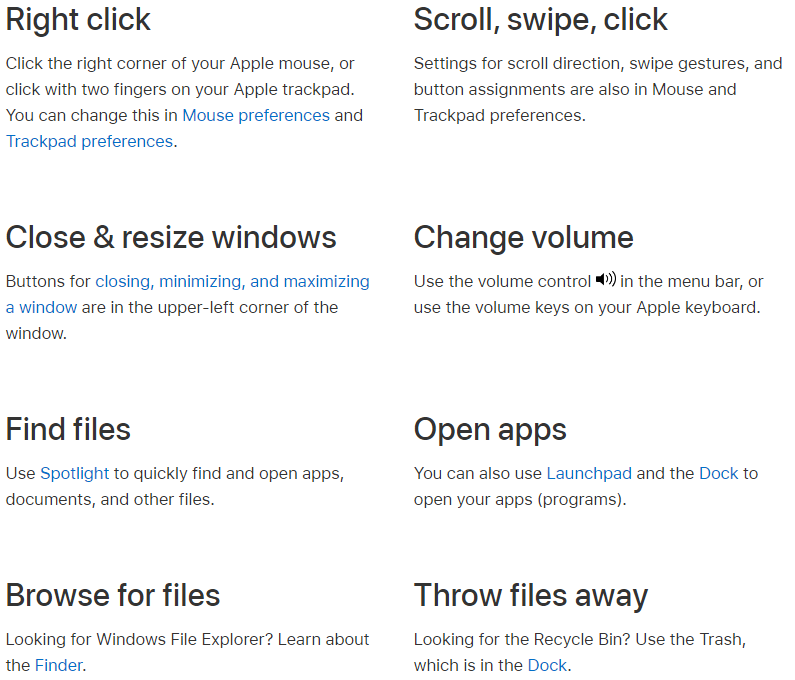 Right click
Click the right corner of your Apple mouse, or
click with two fingers on your Apple trackpad.
You can change this in Mouse preferences and
Trackpad preferences.
Scroll, swipe, click
Settings for scroll direction, swipe gestures, and
button assignments are also in Mouse and
Trackpad preferences.
Close & resize windows
Buttons for closing, minimizing, and maximizing
a window are in the upper-left corner of the
window.
Change volume
Use the volume control in the menu bar, or
use the volume keys on your Apple keyboard.
Find files
Use Spotlight to quickly find and open apps,
documents, and other files.
Open apps
You can also use Launchpad and the Dock to
open your apps (programs).
Browse for files
Looking for Windows File Explorer? Learn about
the Finder.
Throw files away
Looking for the Recycle Bin? Use the Trash,
which is in the Dock.